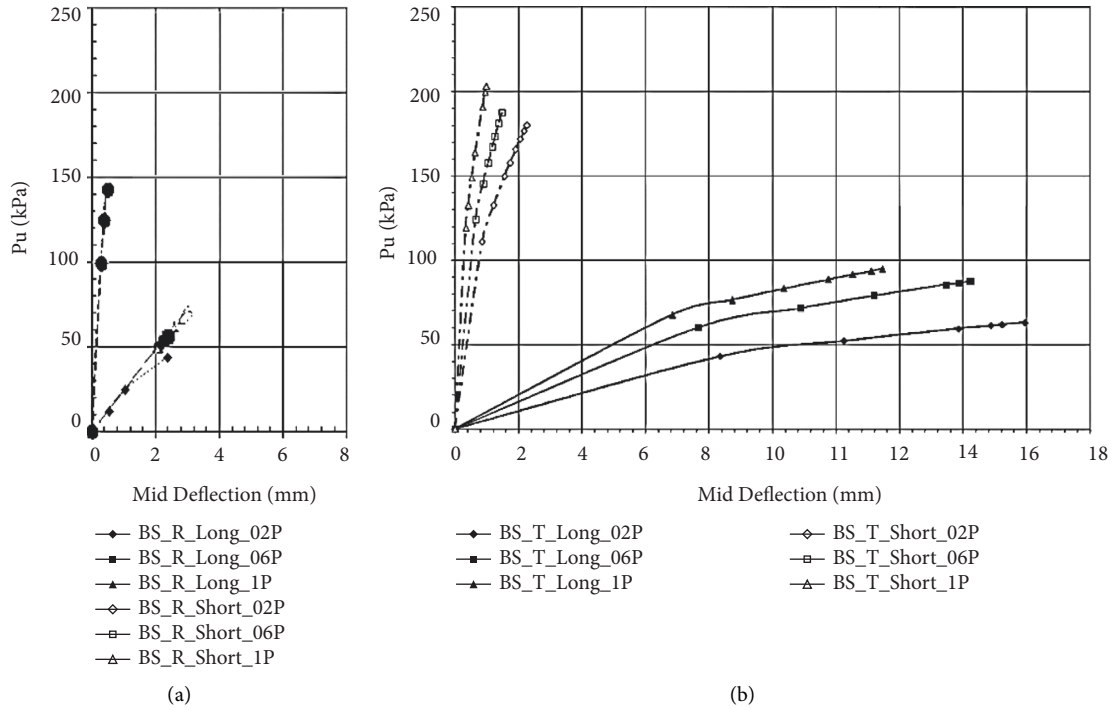 250
200
150
100
50
0
Pu (kPa)
0 2 4 6 8
Mid Deflection (mm)
BS_R_Long_02P
BS_R_Long_06P
BS_R_Long_1P
BS_R_Short_02P
BS_R_Short_06P
BS_R_Short_1P
(a)
250
200
150
100
50
0
Pu (kPa)
0 2 4 6 8 10 12 14 16 18
Mid Deflection (mm)
BS_T_Long_02P
BS_T_Long_06P
BS_T_Long_1P
BS_T_Short_02P
BS_T_Short_06P
BS_T_Short_1P
(b)